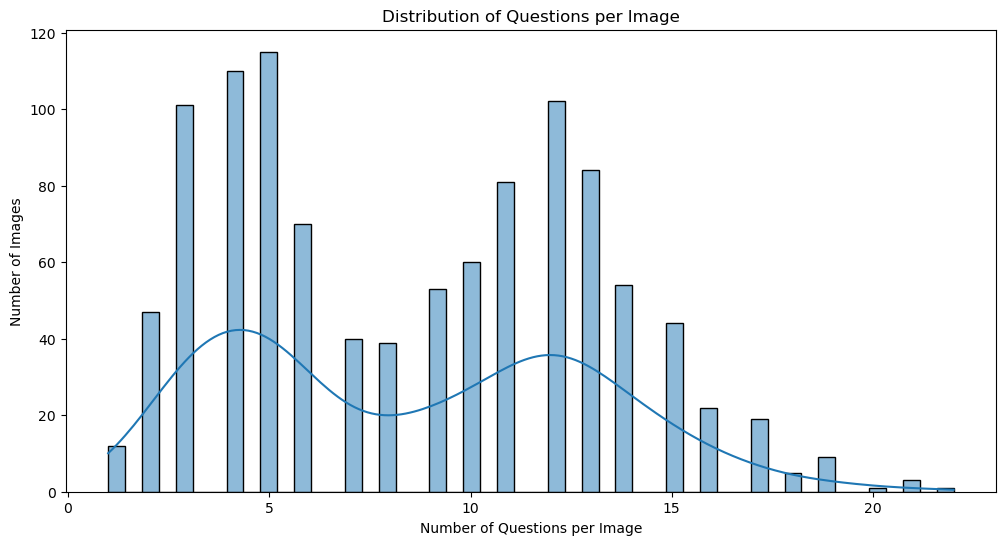 Distribution of Questions per Image
120
100
80
60
40
20
0
Number of Images
0 5 10 15 20
Number of Questions per Image